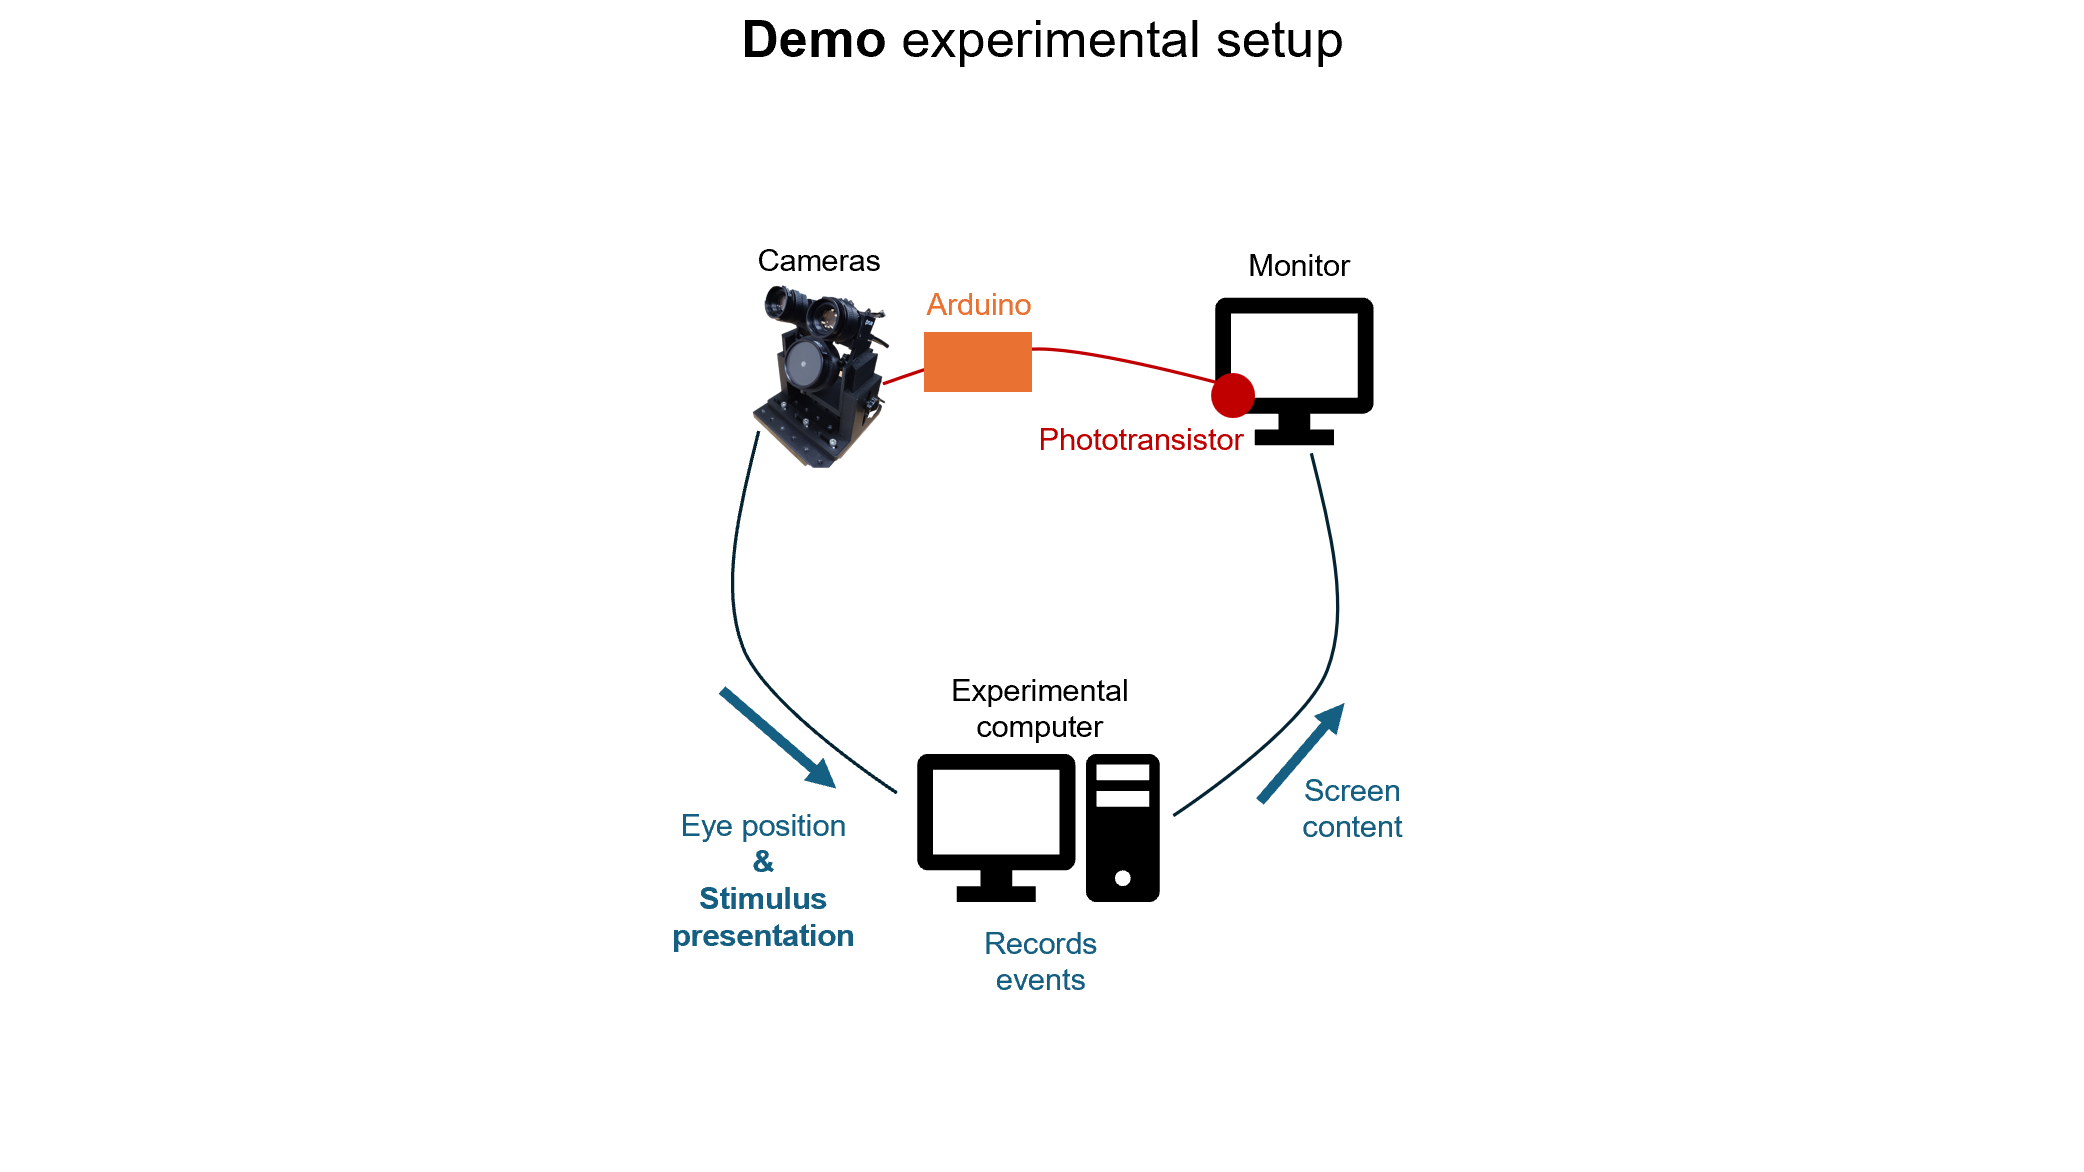 Demo experimental setup
Cameras
Monitor
Arduino
Phototransistor
Experimental
computer
Screen
content
Eye position
&
Stimulus
presentation
Records
events